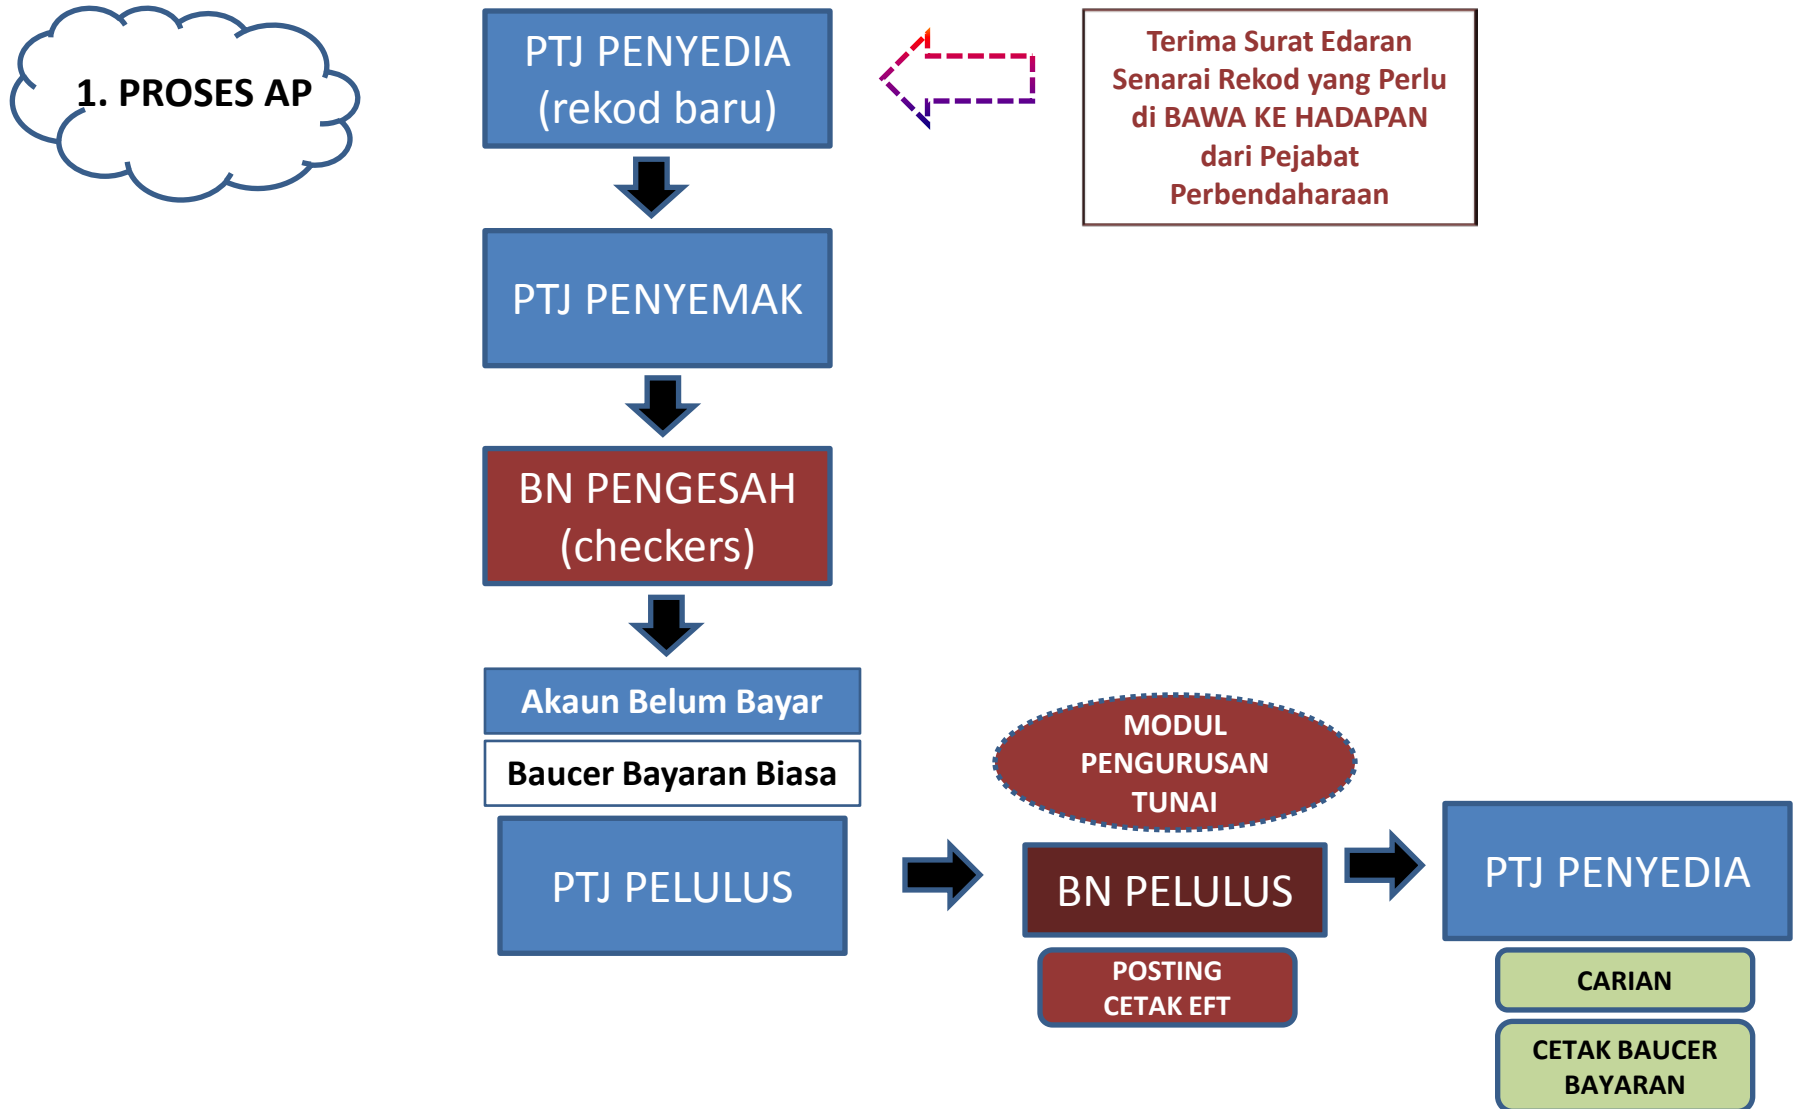 1. PROSES AP
PTJ PENYEDIA
(rekod baru)
Terima Surat Edaran
Senarai Rekod yang Perlu
di BAWA KE HADAPAN
dari Pejabat
Perbendaharaan
PTJ PENYEMAK
BN PENGESAH
(checkers)
Akaun Belum Bayar
Baucer Bayaran Biasa
PTJ PELULUS
MODUL
PENGURUSAN
TUNAI
BN PELULUS
POSTING
CETAK EFT
PTJ PENYEDIA
CARIAN
CETAK BAUCER
BAYARAN